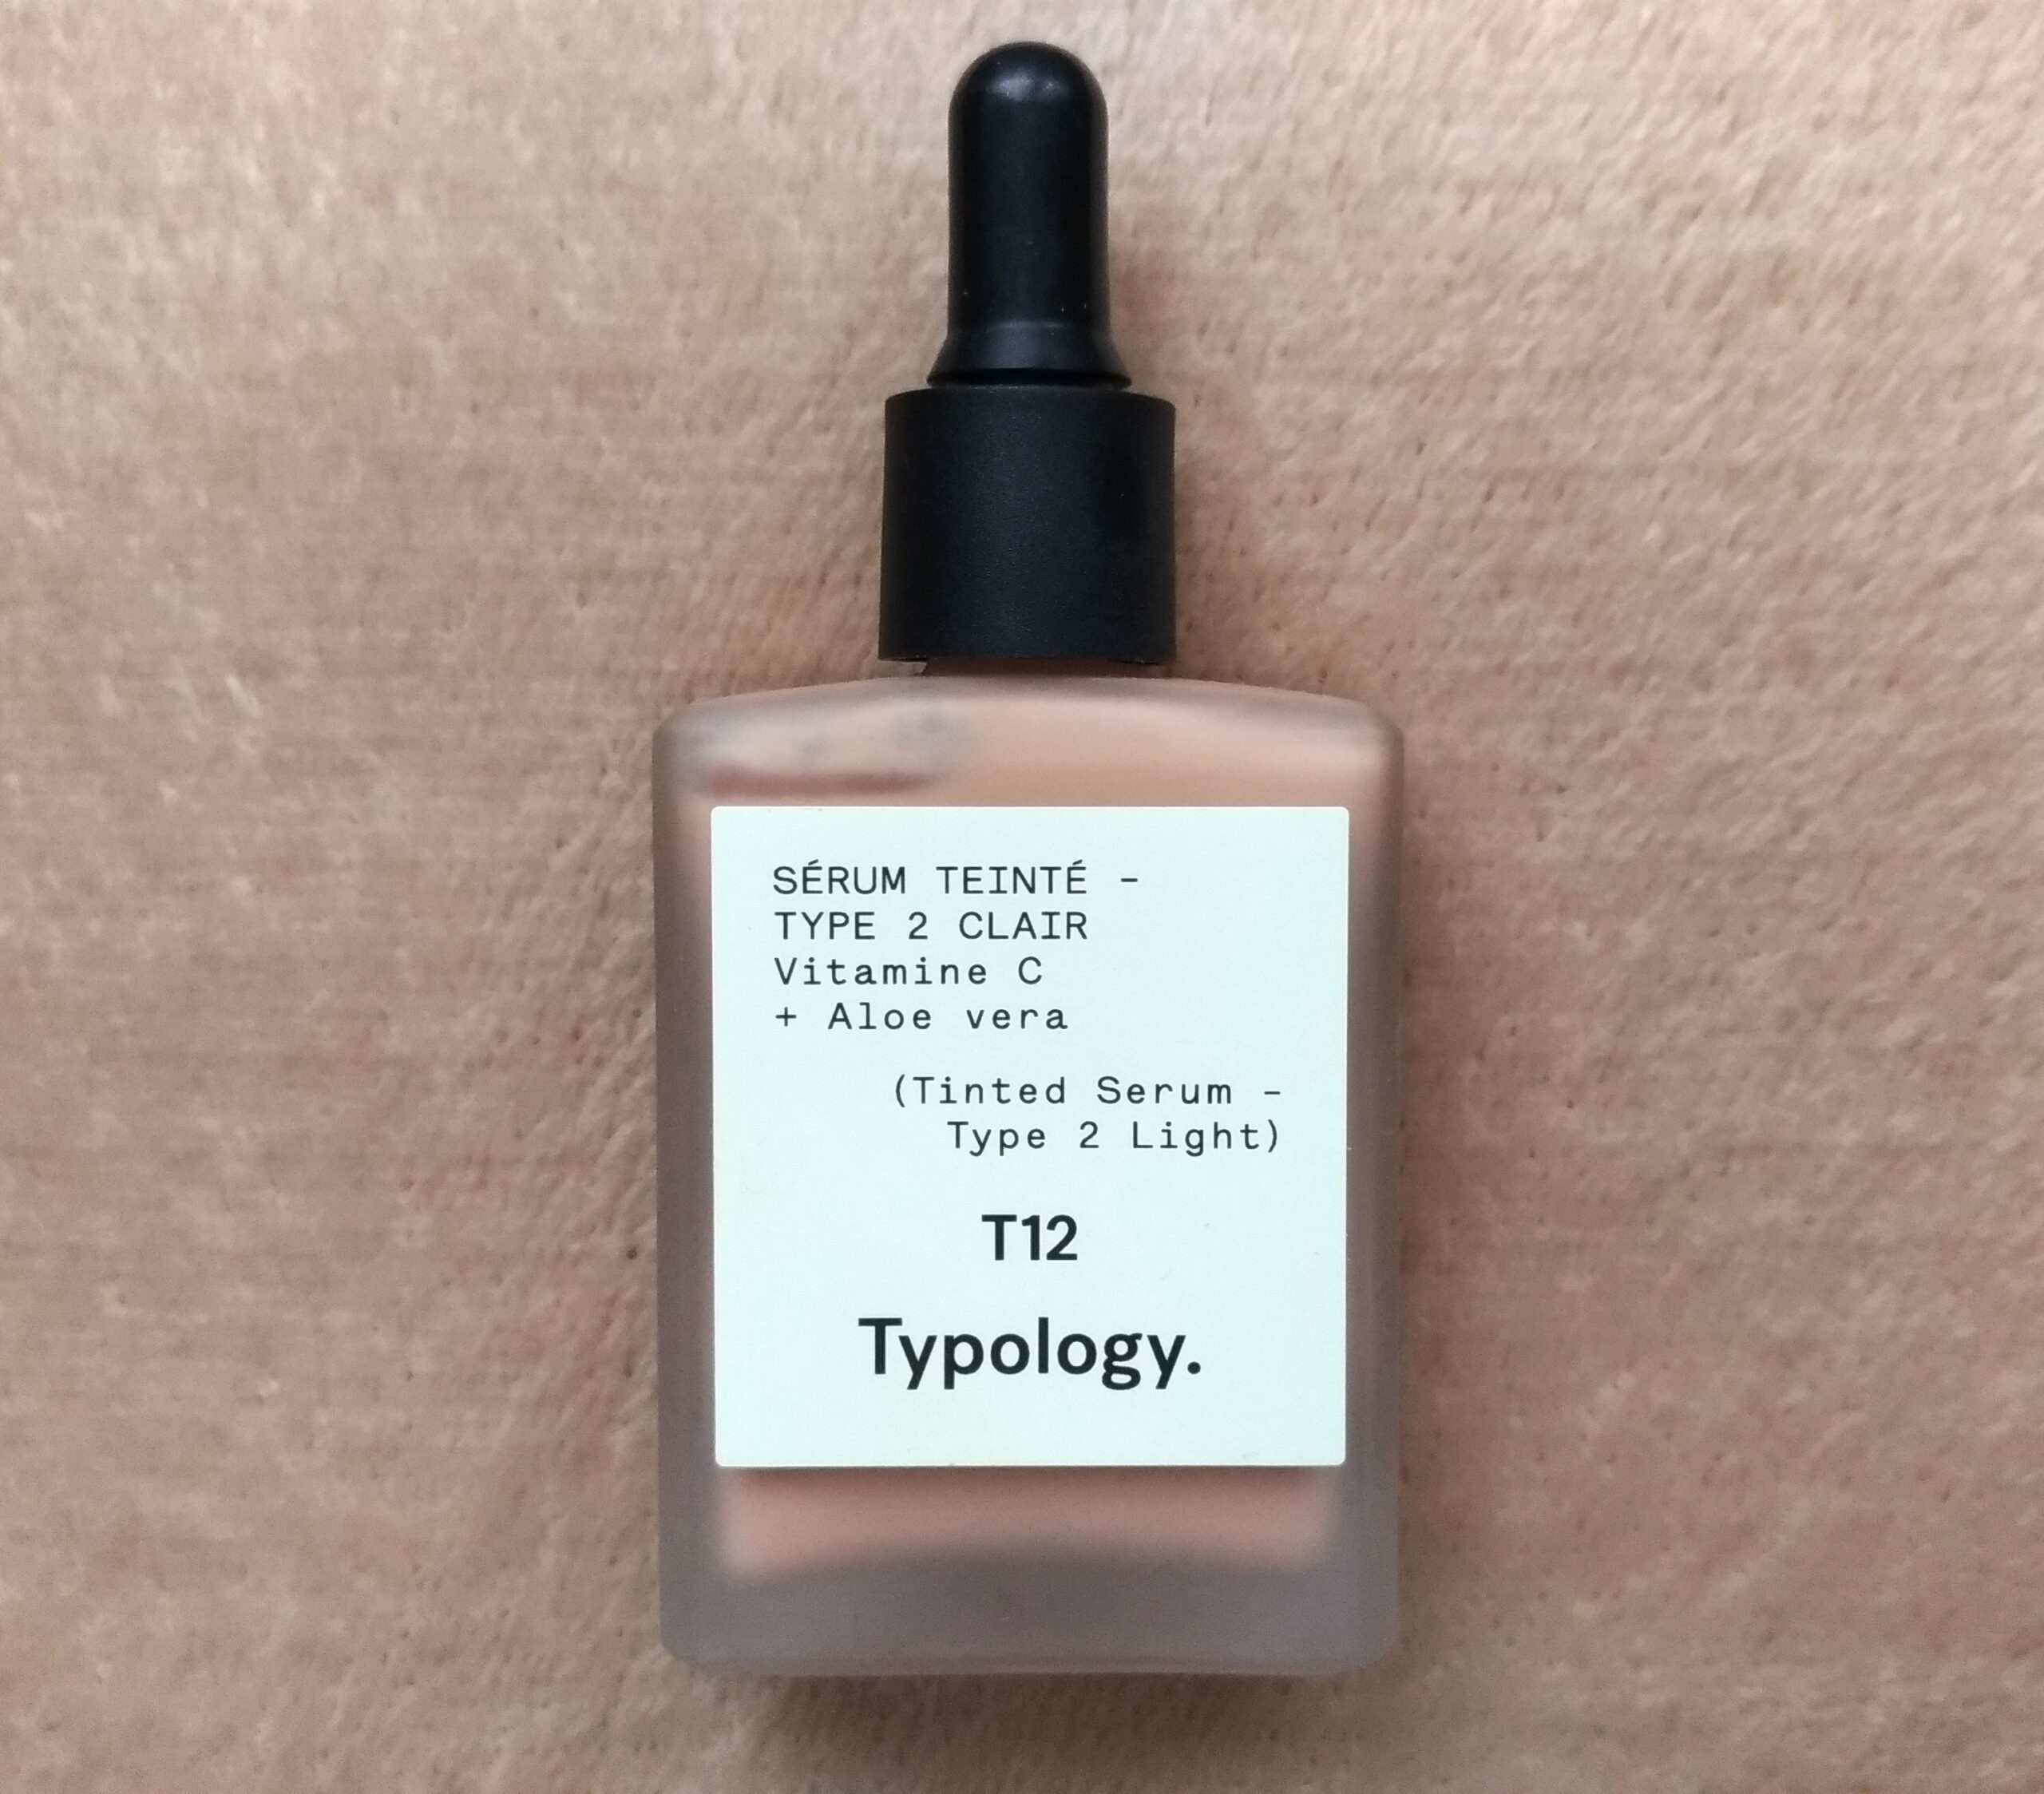 SÉRUM TEINTÉ -
TYPE 2 CLAIR
Vitamine C
+ Aloe vera
(Tinted Serum -
Type 2 Light)
T12
Typology.